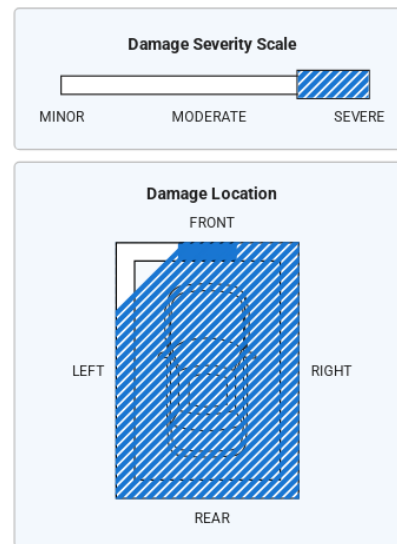 Damage Severity Scale
MINOR MODERATE SEVERE
Damage Location
FRONT
LEFT RIGHT
REAR